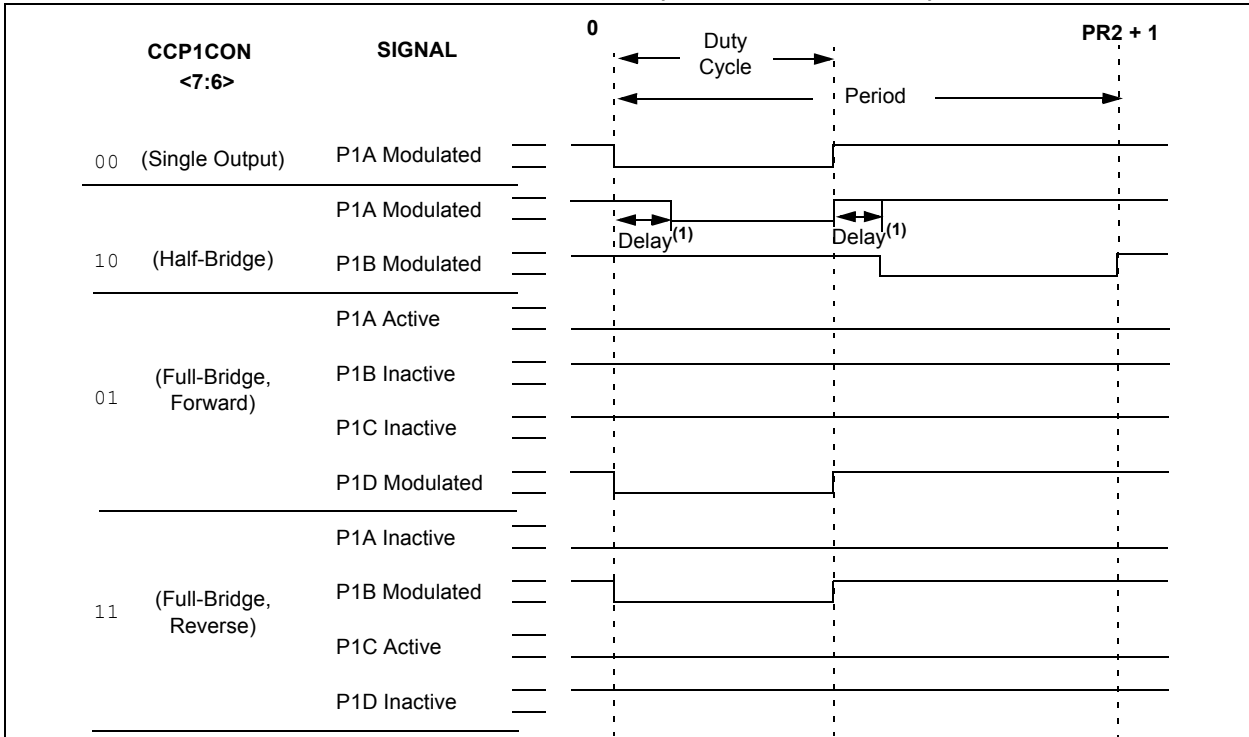 CCP1CON
<7:6>
SIGNAL
0
Duty
Cycle
PR2 + 1
Period
00 (Single Output) P1A Modulated
P1A Modulated
Delay(1) Delay(1)
10 (Half-Bridge) P1B Modulated
P1A Active
01 (Full-Bridge,
Forward)
P1B Inactive
P1C Inactive
P1D Modulated
P1A Inactive
11 (Full-Bridge,
Reverse)
P1B Modulated
P1C Active
P1D Inactive